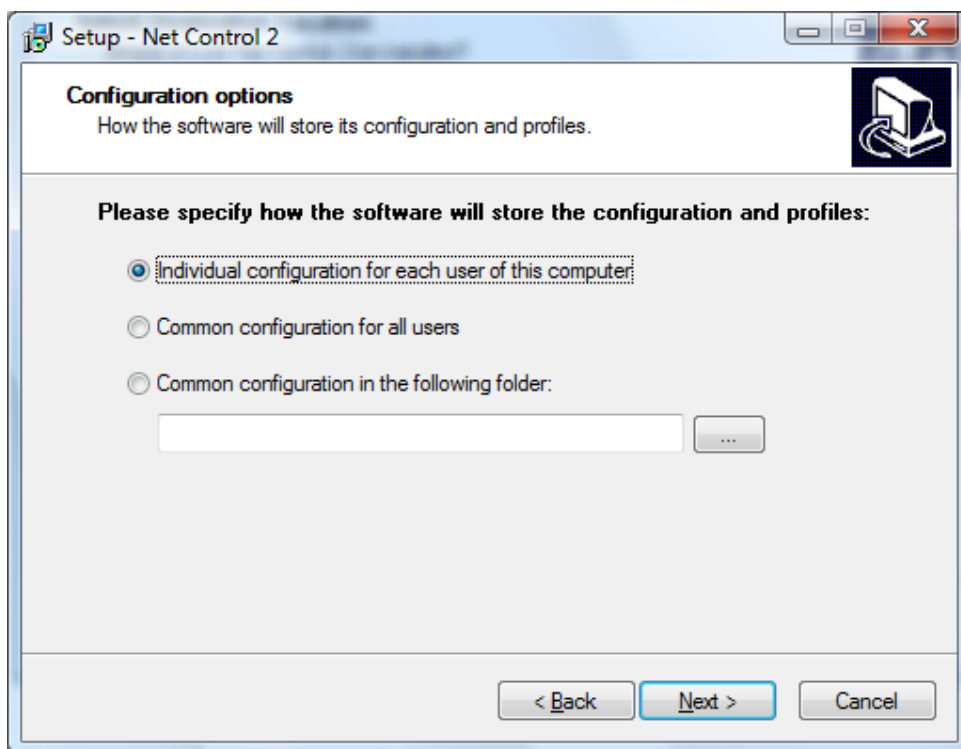 Setup - Net Control 2
Configuration options
How the software will store its configuration and profiles.
Please specify how the software will store the configuration and profiles:
Individual configuration for each user of this computer
Common configuration for all users
Common configuration in the following folder:
...
< Back
Next >
Cancel